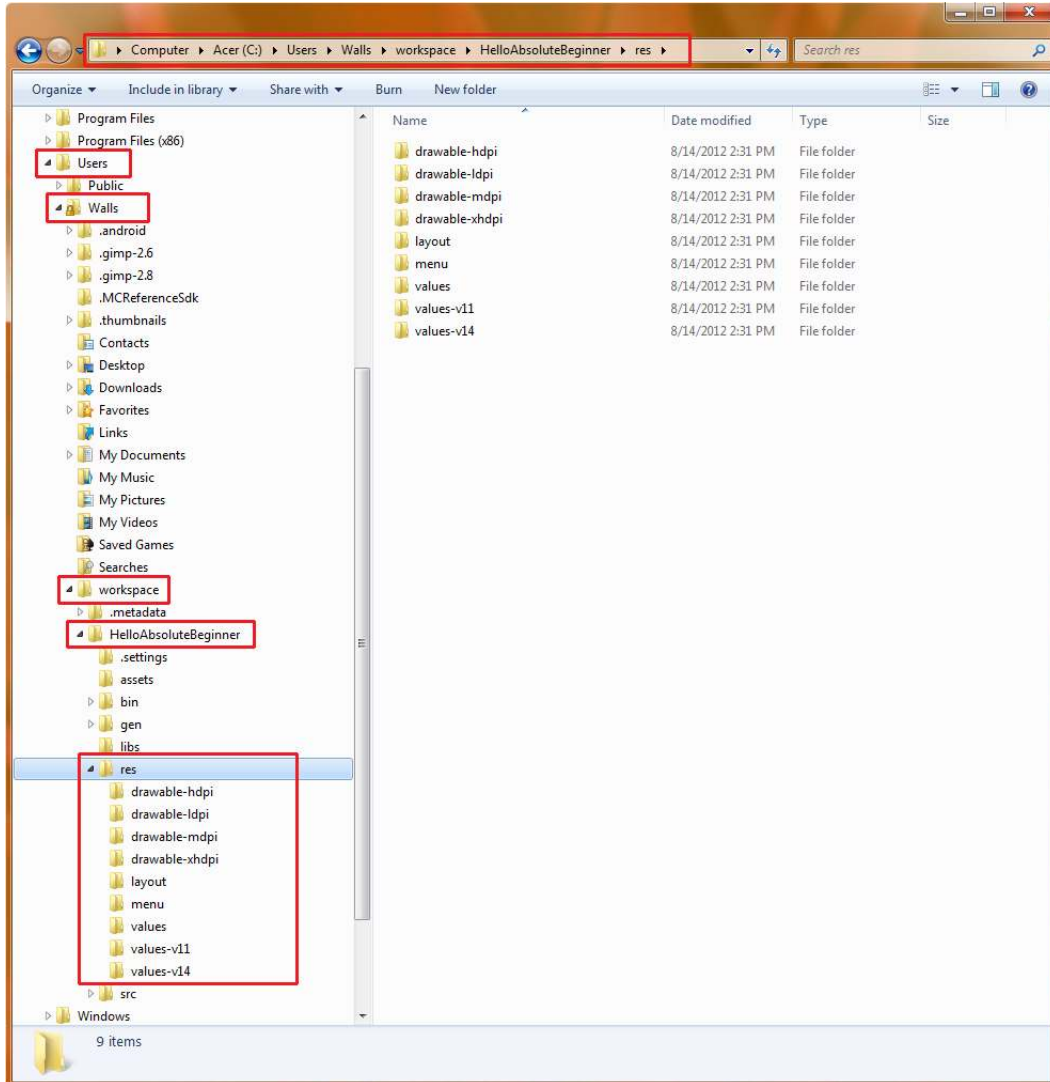 Computer Acer (C:) Users Walls workspace HelloAbsoluteBeginner res Search res
Organize Include in library Share with Burn New folder
Program Files
Program Files (x86)
Users
Public
Walls
.android
.gimp-2.6
.gimp-2.8
.MCReferenceSdk
.thumbnails
Contacts
Desktop
Downloads
Favorites
Links
My Documents
My Music
My Pictures
My Videos
Saved Games
Searches
workspace
.metadata
HelloAbsoluteBeginner
.settings
assets
bin
gen
libs
res
drawable-hdpi
drawable-ldpi
drawable-mdpi
drawable-xhdpi
layout
menu
values
values-v11
values-v14
src
Windows
Name Date modified Type Size
drawable-hdpi 8/14/2012 2:31 PM File folder
drawable-ldpi 8/14/2012 2:31 PM File folder
drawable-mdpi 8/14/2012 2:31 PM File folder
drawable-xhdpi 8/14/2012 2:31 PM File folder
layout 8/14/2012 2:31 PM File folder
menu 8/14/2012 2:31 PM File folder
values 8/14/2012 2:31 PM File folder
values-v11 8/14/2012 2:31 PM File folder
values-v14 8/14/2012 2:31 PM File folder
9 items